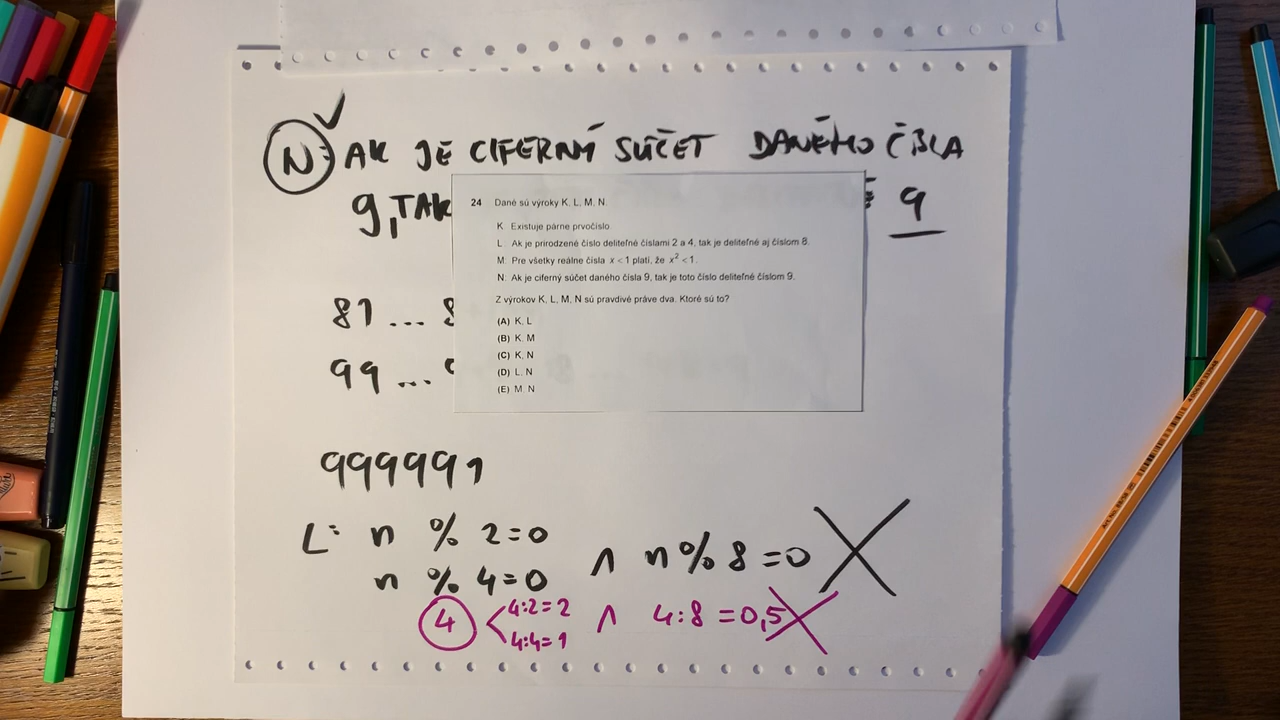 N: AK JE CIFERNÝ SÚČET DANÉHO ČÍSLA
9, TAK 9
24 Dané sú výroky K, L, M, N.
K: Existuje párne prvočíslo.
L: Ak je prirodzené číslo deliteľné číslami 2 a 4, tak je deliteľné aj číslom 8.
M: Pre všetky reálne čísla x < 1 platí, že x² < 1.
N: Ak je ciferný súčet daného čísla 9, tak je toto číslo deliteľné číslom 9.
Z výrokov K, L, M, N sú pravdivé práve dva. Ktoré sú to?
(A) K, L
(B) K, M
(C) K, N
(D) L, N
(E) M, N
81 ...
99 ...
9999991
L: n % 2=0
n % 4=0 ∧ n % 8 =0
4 4:2=2 ∧ 4:8 =0,5
4:4=1